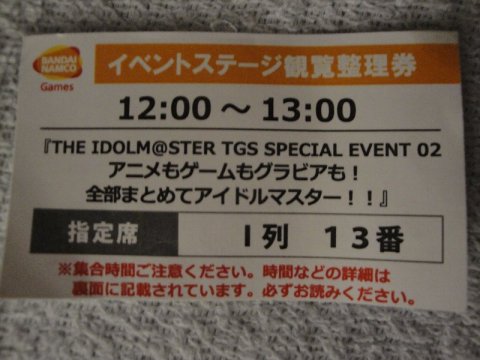 BANDAI
NAMCO
Games
イベントステージ観覧整理券
12:00 ～ 13:00
『THE IDOLM@STER TGS SPECIAL EVENT 02
アニメもゲームもグラビアも！
全部まとめてアイドルマスター！！』
指定席
I列 13番
※集合時間ご注意ください。時間などの詳細は
裏面に記載されています。必ずお読みください。